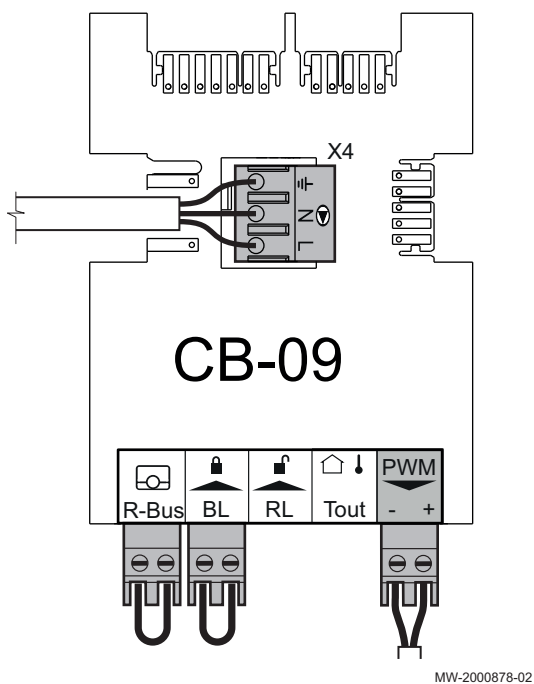 X4
N
L
CB-09
PWM
R-Bus BL RL Tout - +
MW-2000878-02